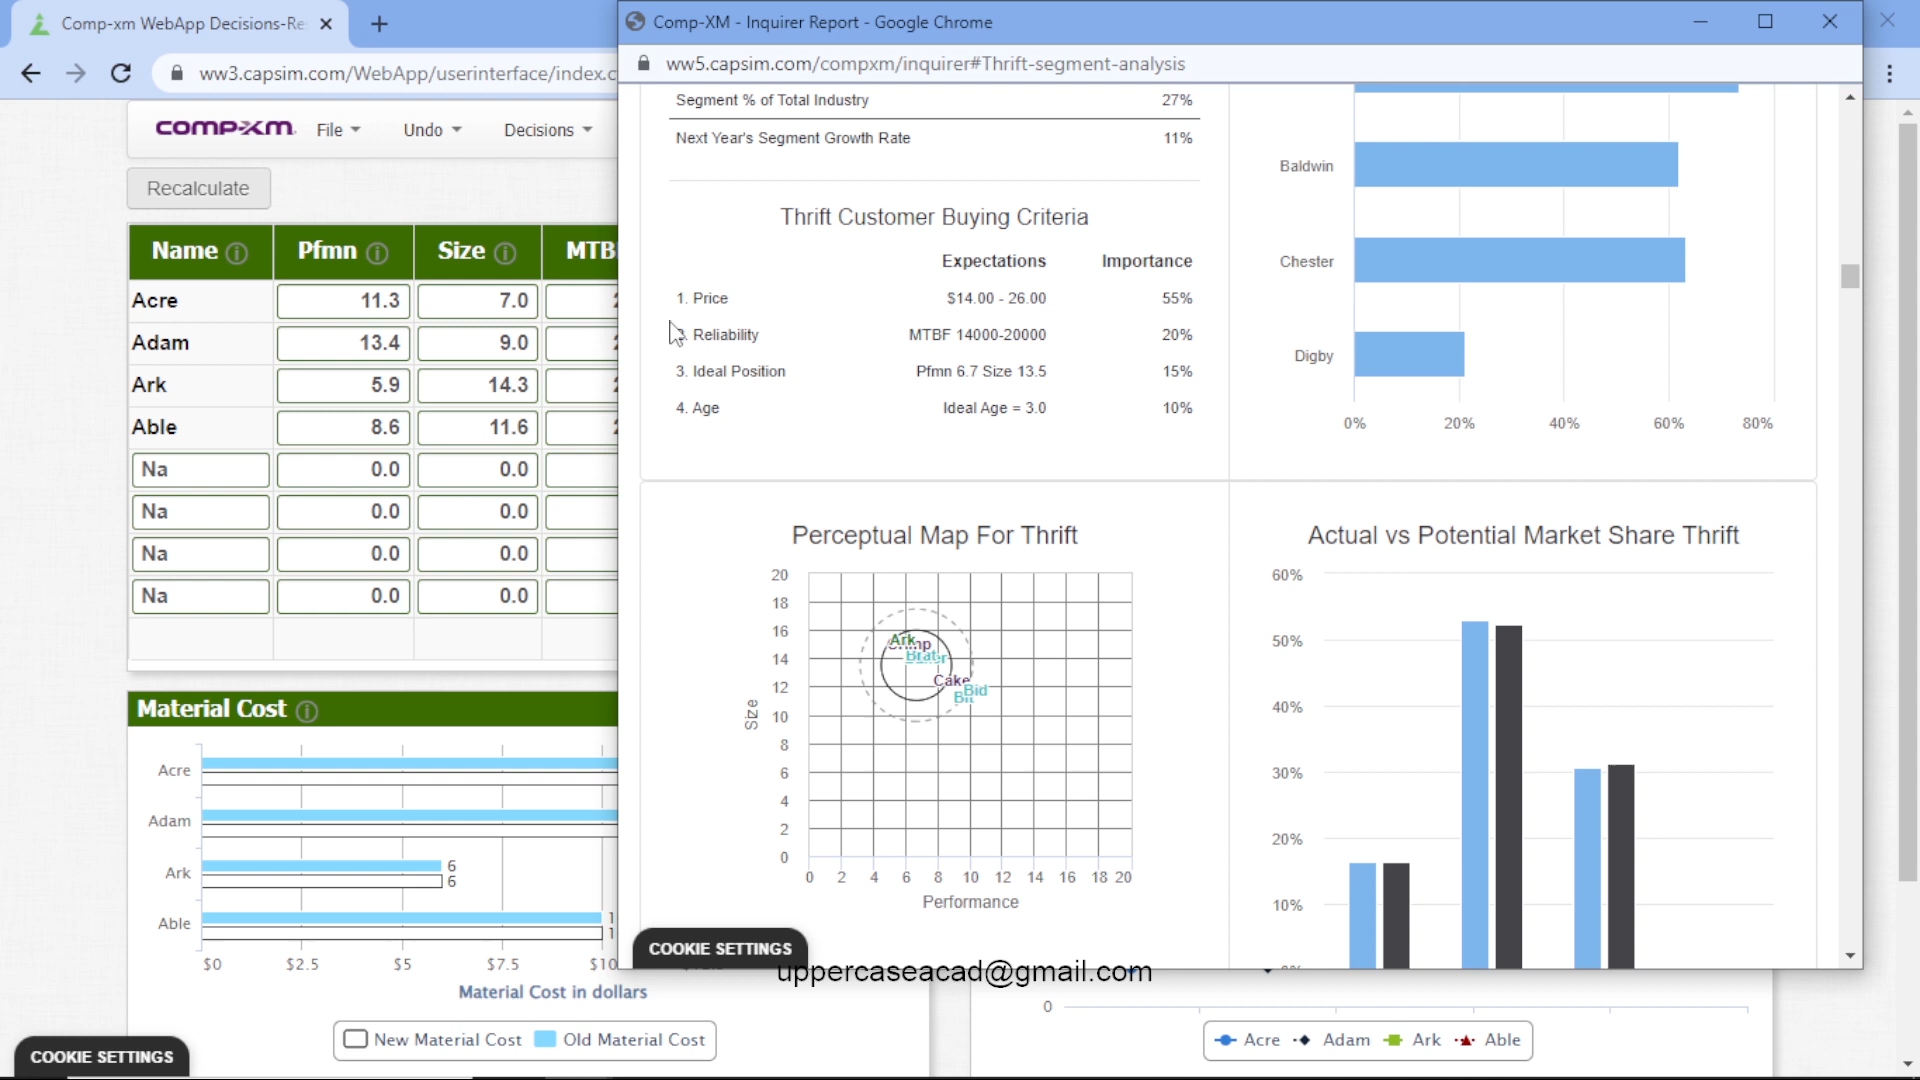 Comp-xm WebApp Decisions-Re
ww3.capsim.com/WebApp/userinterface/index.c
Comp-XM - Inquirer Report - Google Chrome
ww5.capsim.com/compxm/inquirer#Thrift-segment-analysis
COMP-XM File Undo Decisions
Recalculate
Name Pfmn Size MTB
Acre 11.3 7.0
Adam 13.4 9.0
Ark 5.9 14.3
Able 8.6 11.6
Na 0.0 0.0
Na 0.0 0.0
Na 0.0 0.0
Na 0.0 0.0
Material Cost
Acre
Adam
Ark 6
6
Able 1
1
$0 $2.5 $5 $7.5 $10
Material Cost in dollars
New Material Cost Old Material Cost
COOKIE SETTINGS
Segment % of Total Industry 27%
Next Year's Segment Growth Rate 11%
Thrift Customer Buying Criteria
Expectations Importance
1. Price $14.00 - 26.00 55%
Reliability MTBF 14000-20000 20%
3. Ideal Position Pfmn 6.7 Size 13.5 15%
4. Age Ideal Age = 3.0 10%
Baldwin
Chester
Digby
0% 20% 40% 60% 80%
Perceptual Map For Thrift
20
18
16
14
12
10
8
6
4
2
0
Size
Ark
Cake
Bid
0 2 4 6 8 10 12 14 16 18 20
Performance
Actual vs Potential Market Share Thrift
60%
50%
40%
30%
20%
10%
COOKIE SETTINGS
uppercaseacad@gmail.com
0
Acre Adam Ark Able